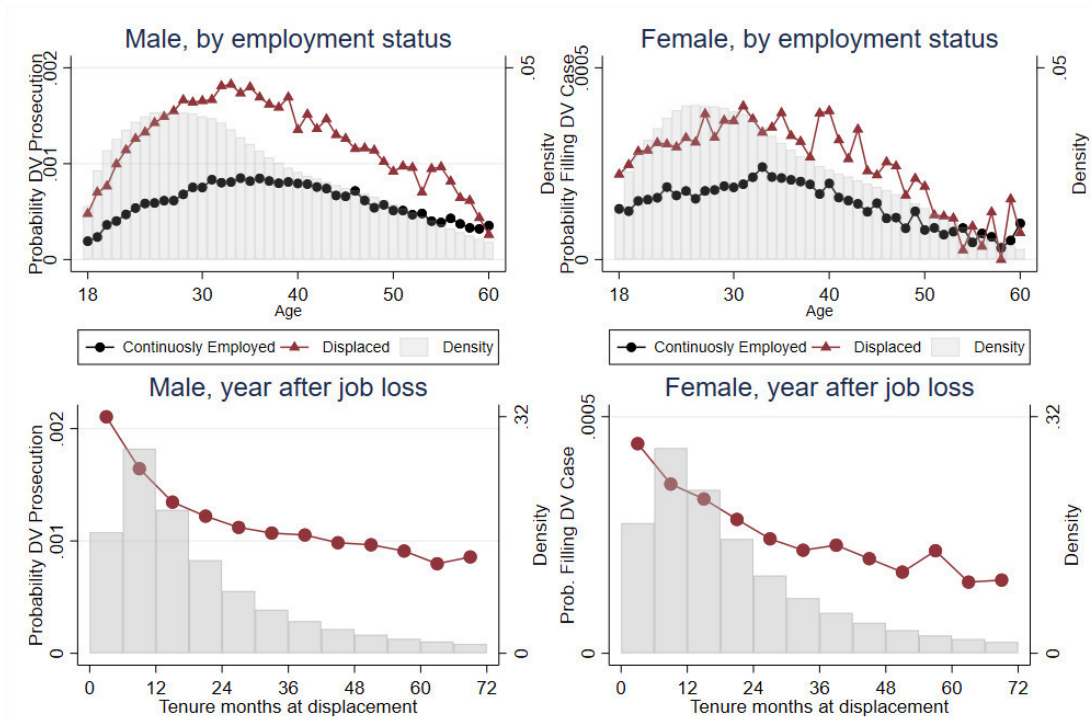 Male, by employment status
Probability DV Prosecution
0
.001
.002
Density
.05
18
30
40
50
60
Age
Female, by employment status
Probability Filling DV Case
0
.0005
Density
.05
18
30
40
50
60
Age
Continuosly Employed
Displaced
Density
Continuosly Employed
Displaced
Density
Male, year after job loss
Probability DV Prosecution
0
.001
.002
Density
0
.32
0
12
24
36
48
60
72
Tenure months at displacement
Female, year after job loss
Prob. Filling DV Case
0
.0005
Density
0
.32
0
12
24
36
48
60
72
Tenure months at displacement